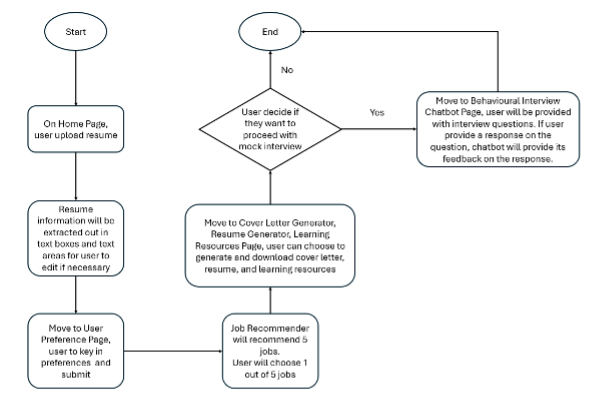 Start
On Home Page,
user upload resume
Resume
information will be
extracted out in
text boxes and text
areas for user to
edit if necessary
Move to User
Preference Page,
user to key in
preferences and
submit
Job Recommender
will recommend 5
jobs.
User will choose 1
out of 5 jobs
Move to Cover Letter Generator,
Resume Generator, Learning
Resources Page, user can choose to
generate and download cover letter,
resume, and learning resources
User decide if
they want to
proceed with
mock interview
No
End
Yes
Move to Behavioural Interview
Chatbot Page, user will be provided
with interview questions. If user
provide a response on the
question, chatbot will provide its
feedback on the response.